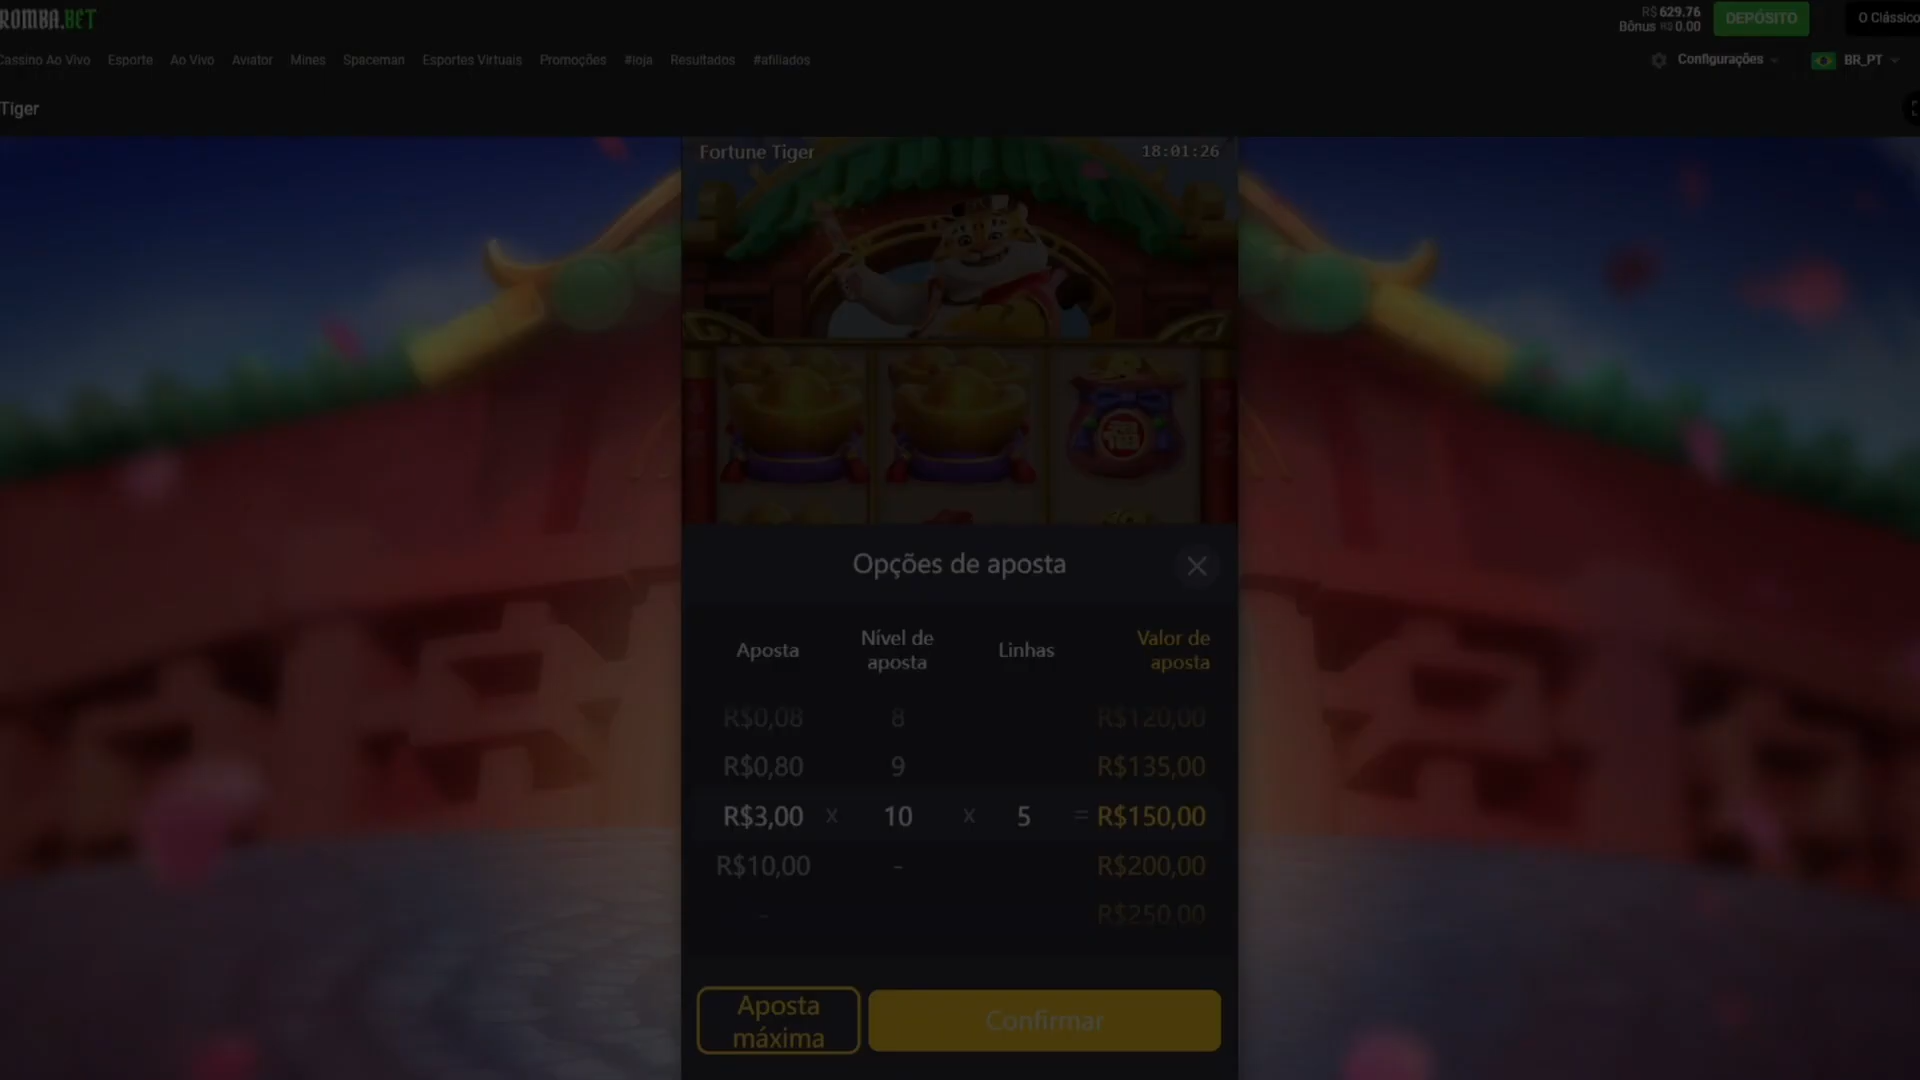 ROMBA.BET
R$ 629.76
Bônus R$ 0.00
DEPÓSITO
O Clássico
Cassino Ao Vivo Esporte Ao Vivo Aviator Mines Spaceman Esportes Virtuais Promoções #loja Resultados #afiliados
Configurações
BR_PT
Tiger
Fortune Tiger
18:01:26
Opções de aposta
Aposta
Nível de
aposta
Linhas
Valor de
aposta
R$0,08 8 R$120,00
R$0,80 9 R$135,00
R$3,00 x 10 x 5 = R$150,00
R$10,00 - R$200,00
- R$250,00
Aposta
máxima
Confirmar